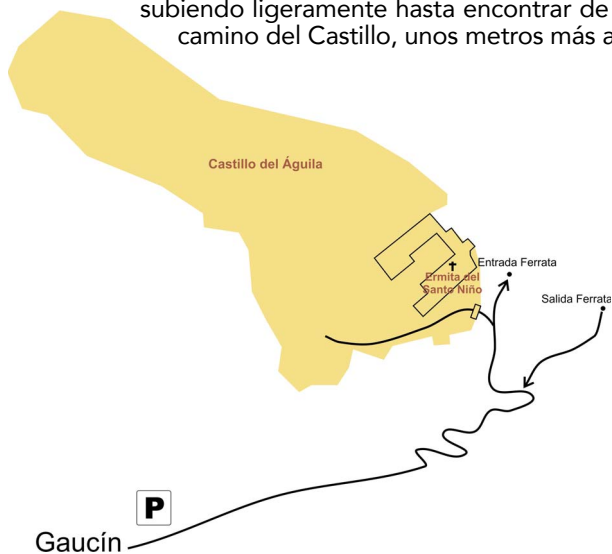 subiendo ligeramente hasta encontrar de
camino del Castillo, unos metros más a
Castillo del Águila
Entrada Ferrata
Ermita del
Santo Niño
Salida Ferrata
P
Gaucín